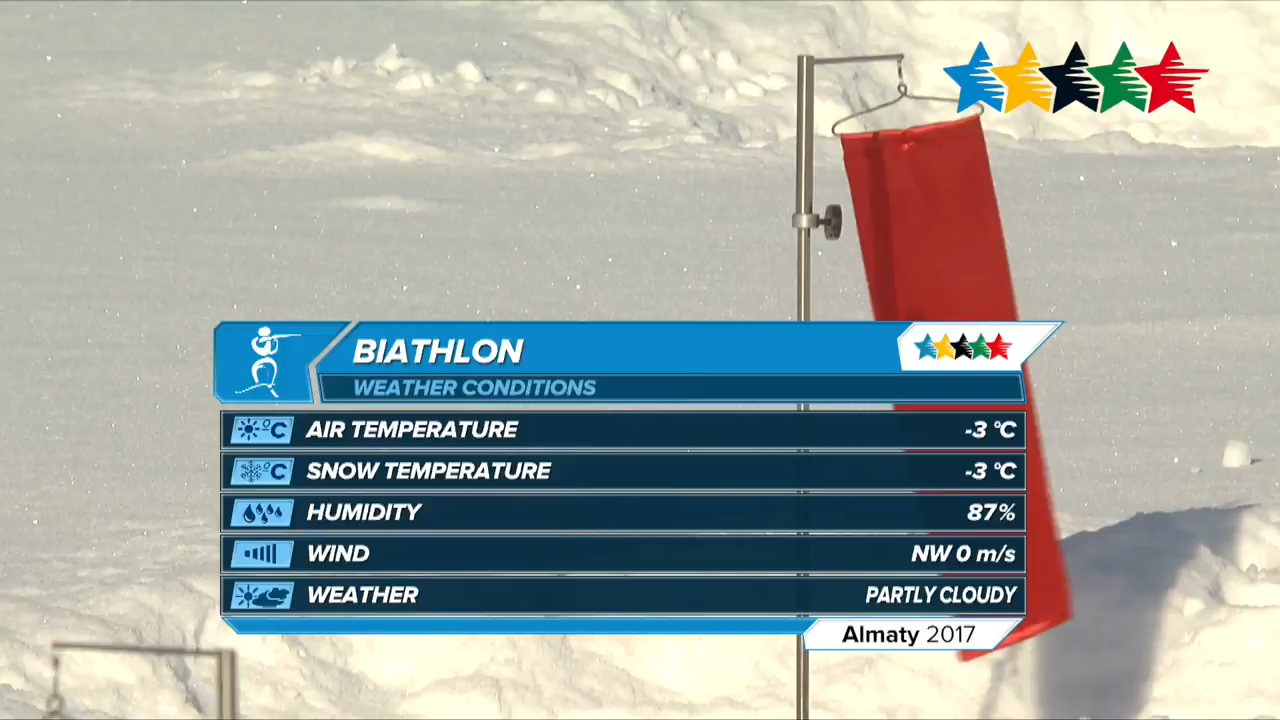 BIATHLON
WEATHER CONDITIONS
°C AIR TEMPERATURE -3 °C
°C SNOW TEMPERATURE -3 °C
HUMIDITY 87%
WIND NW 0 m/s
WEATHER PARTLY CLOUDY
Almaty 2017